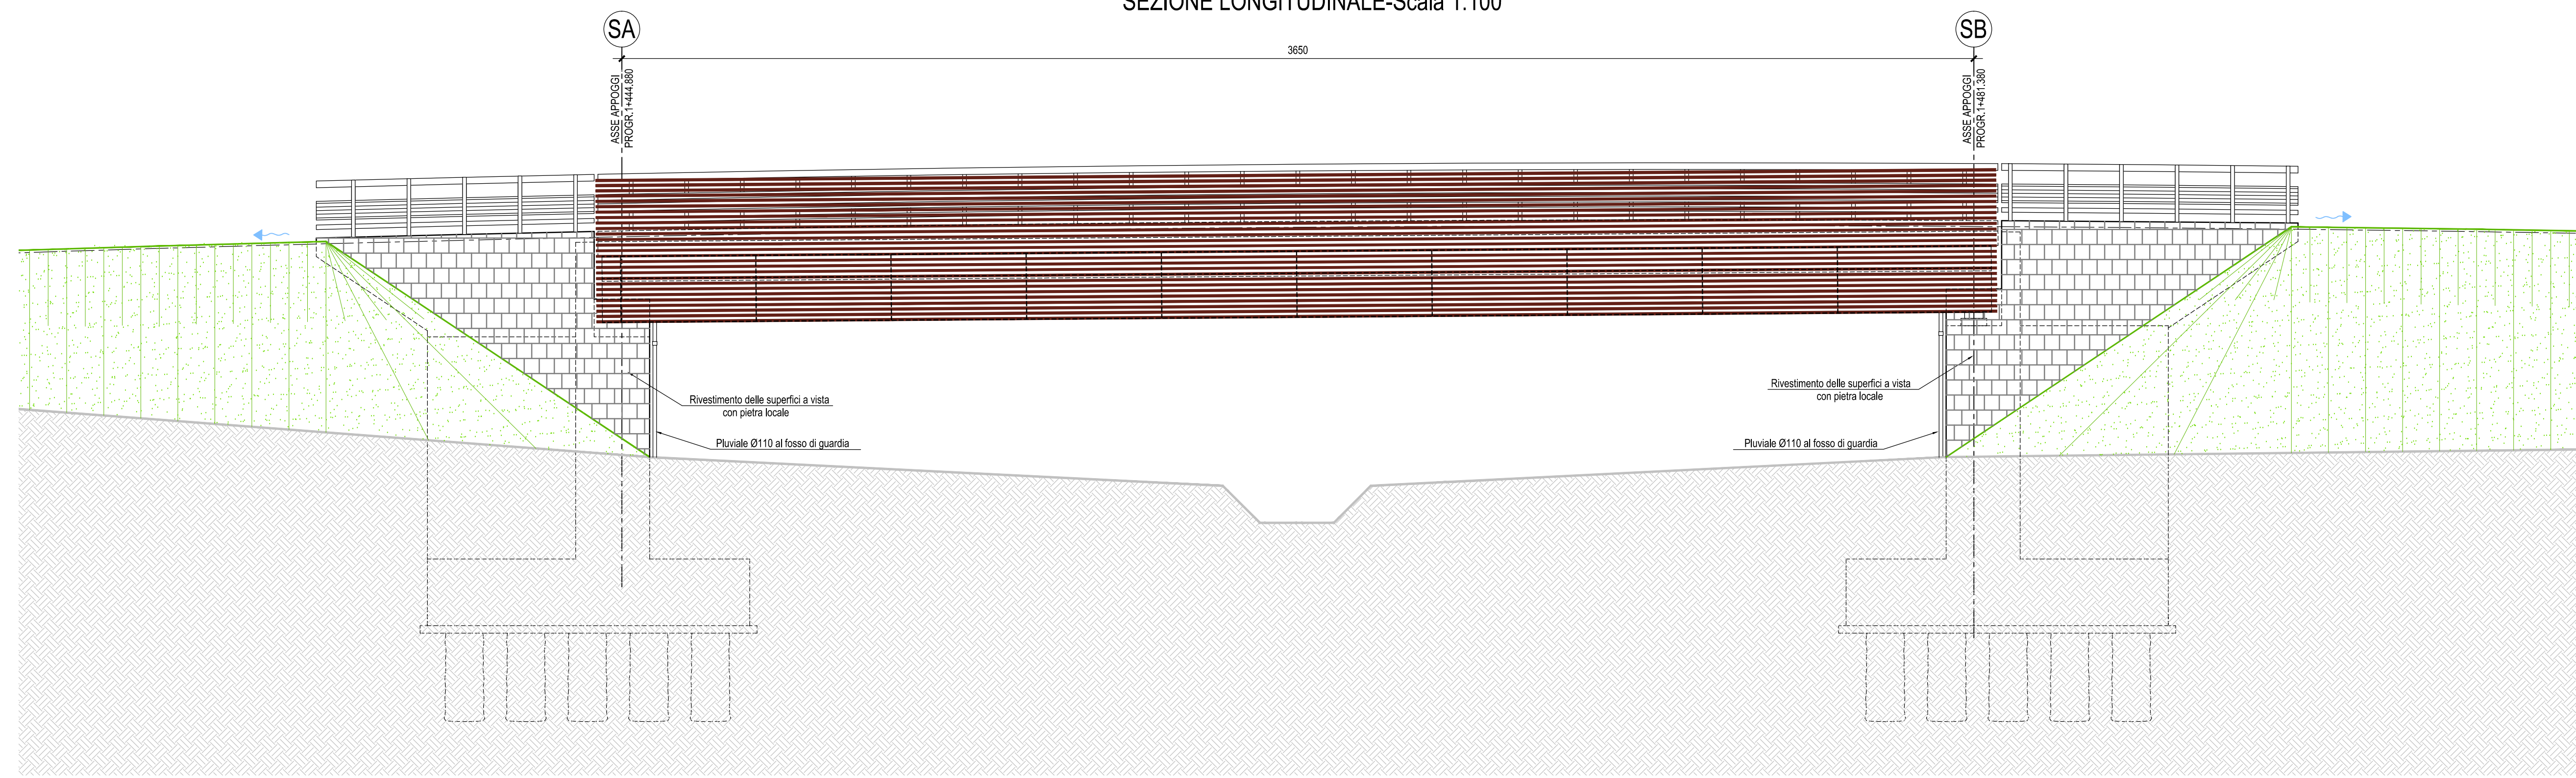 SEZIONE LONGITUDINALE-Scala 1:100
SA
SB
3650
ASSE APPOGGI
PROGR.1+444.880
ASSE APPOGGI
PROGR.1+481.380
Rivestimento delle superfici a vista
con pietra locale
Pluviale Ø110 al fosso di guardia
Rivestimento delle superfici a vista
con pietra locale
Pluviale Ø110 al fosso di guardia